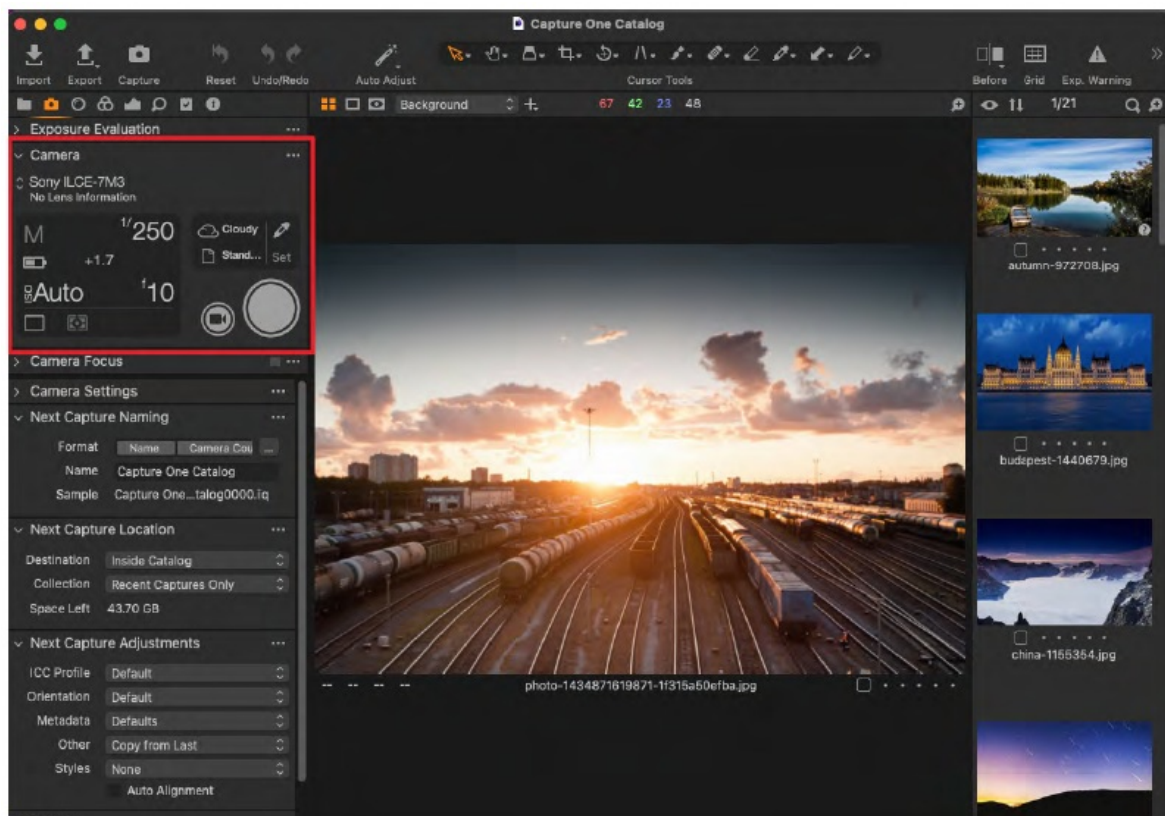 Capture One Catalog
Import Export Capture Reset Undo/Redo Auto Adjust Cursor Tools Before Grid Exp. Warning
Background 67 42 23 48 1/21
Exposure Evaluation
Camera
Sony ILCE-7M3
No Lens Information
M 1/250 Cloudy
+1.7 Stand... Set
ISO Auto f10
Camera Focus
Camera Settings
Next Capture Naming
Format Name Camera Cou ...
Name Capture One Catalog
Sample Capture One...talog0000.iq
Next Capture Location
Destination Inside Catalog
Collection Recent Captures Only
Space Left 43.70 GB
Next Capture Adjustments
ICC Profile Default
Orientation Default
Metadata Defaults
Other Copy from Last
Styles None
Auto Alignment
-- -- -- -- photo-1434871619871-1f315a50efba.jpg
autumn-972708.jpg
budapest-1440679.jpg
china-1155354.jpg